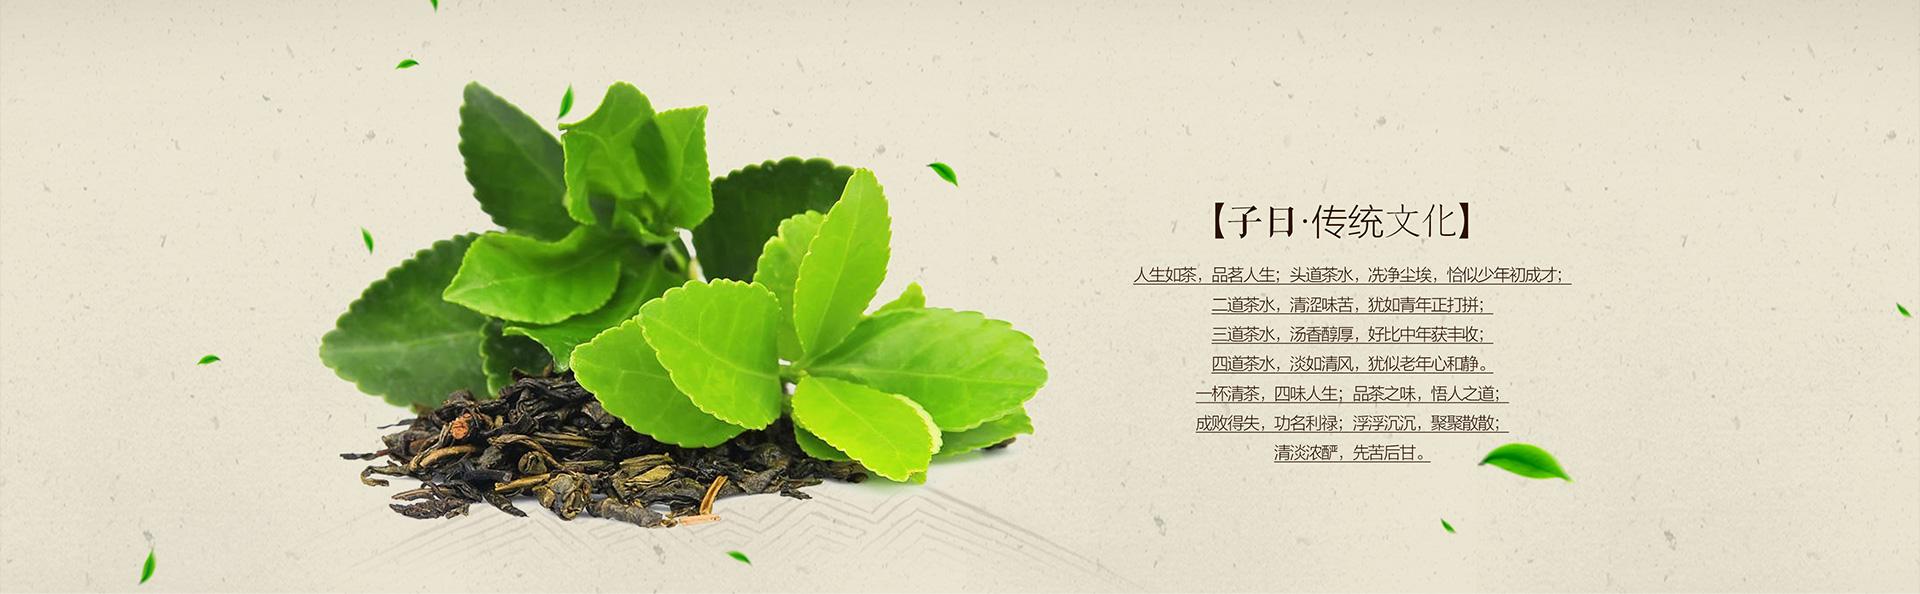 【子日·传统文化】
人生如茶，品茗人生；头道茶水，冼净尘埃，恰似少年初成才；
二道茶水，清涩味苦，犹如青年正打拼；
三道茶水，汤香醇厚，好比中年获丰收；
四道茶水，淡如清风，犹似老年心和静。
一杯清茶，四味人生；品茶之味，悟人之道；
成败得失，功名利禄；浮浮沉沉，聚聚散散；
清淡浓酽，先苦后甘。